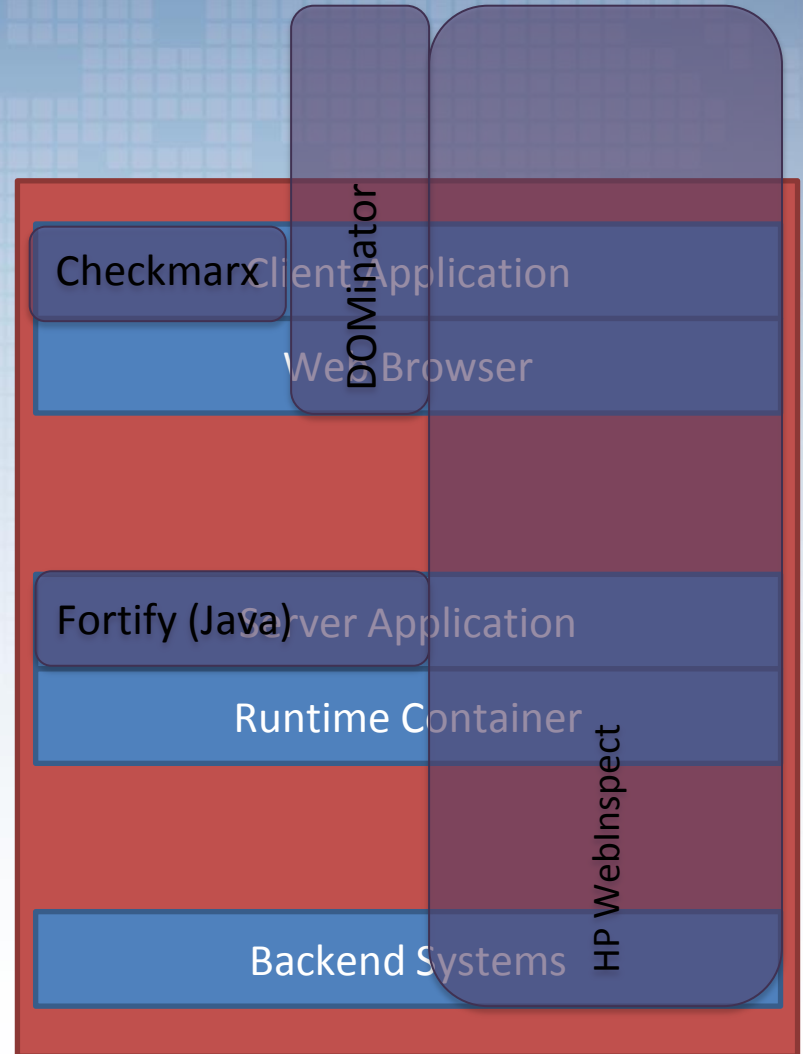 Checkmarx
Client Application
DOMinator
Web Browser
Fortify (Java)
Server Application
Runtime Container
HP WebInspect
Backend Systems